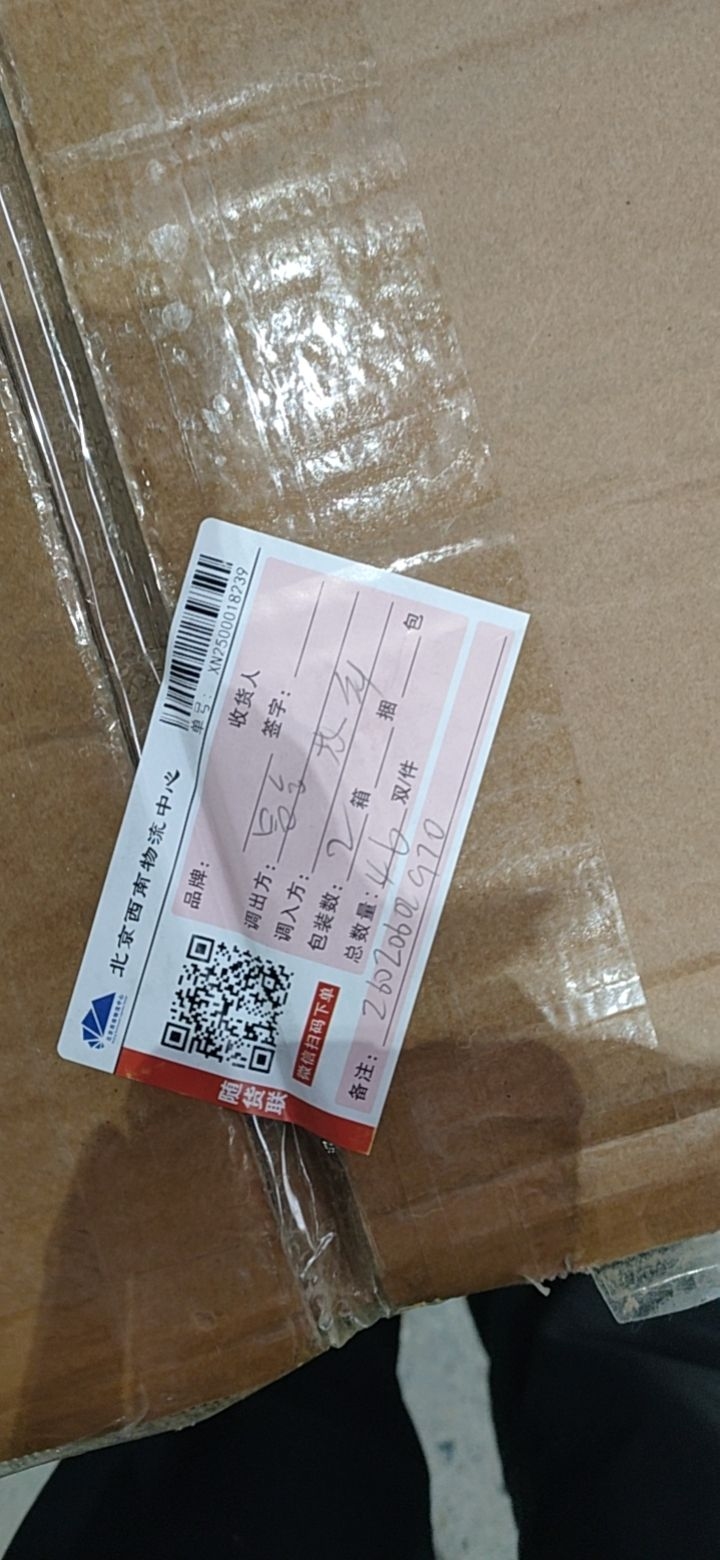 北京西南物流中心
单号: XN2500018239
品牌:
收货人
签字:
调出方:
调入方:
包装数: 2 箱 捆 包
总数量: 46 双/件
备注: 26020602970
微信扫码下单
随货联